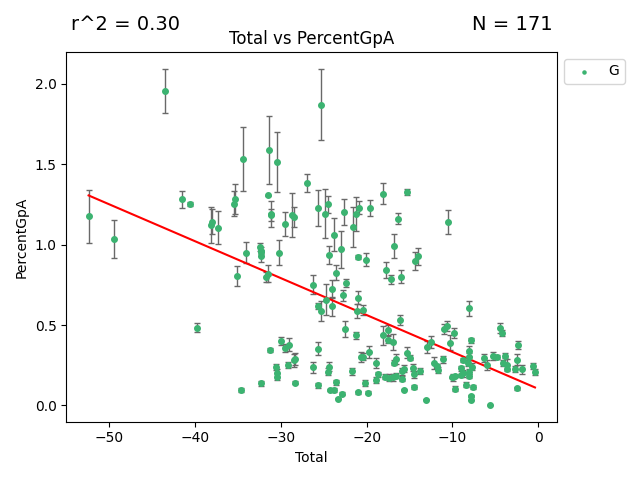 r^2 = 0.30 N = 171
Total vs PercentGpA
G
PercentGpA
2.0
1.5
1.0
0.5
0.0
−50 −40 −30 −20 −10 0
Total